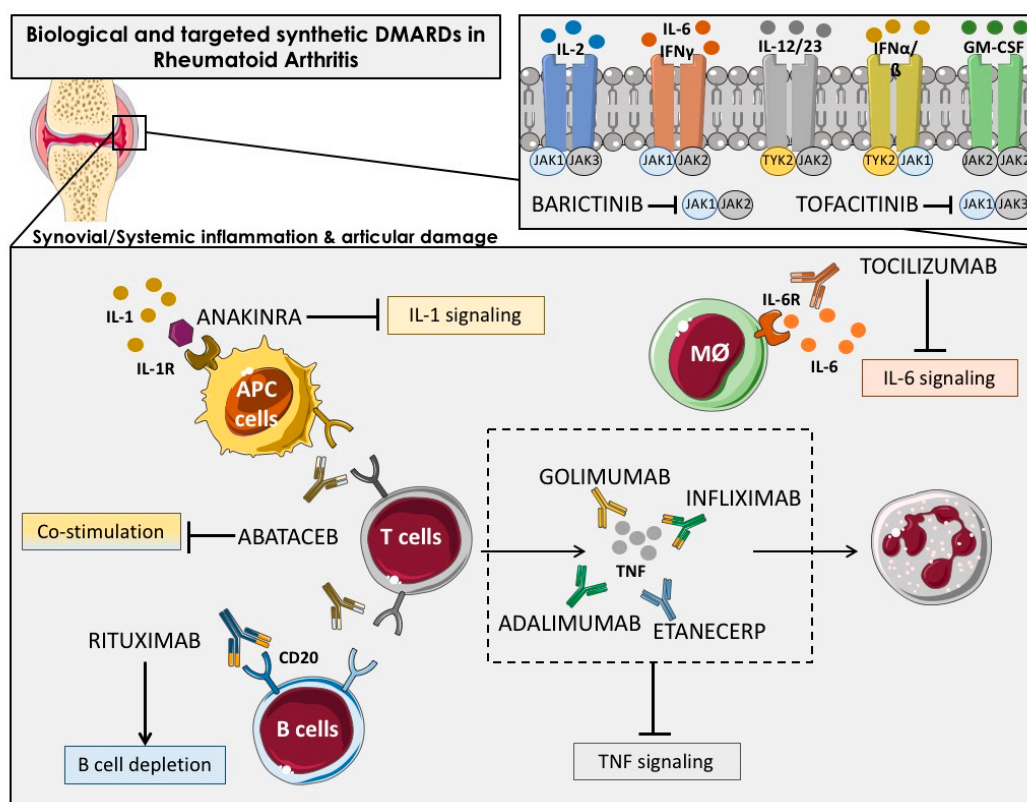 Biological and targeted synthetic DMARDs in
Rheumatoid Arthritis
IL-2
IL-6
IFNγ
IL-12/23
IFNα/
ß
GM-CSF
JAK1
JAK3
JAK1
JAK2
TYK2
JAK2
TYK2
JAK1
JAK2
JAK2
BARICTINIB
JAK1
JAK2
TOFACITINIB
JAK1
JAK3
Synovial/Systemic inflammation & articular damage
IL-1
ANAKINRA
IL-1 signaling
IL-1R
APC
cells
TOCILIZUMAB
IL-6R
MØ
IL-6
IL-6 signaling
Co-stimulation
ABATACEB
T cells
GOLIMUMAB
INFLIXIMAB
TNF
ADALIMUMAB
ETANECERP
RITUXIMAB
CD20
B cells
B cell depletion
TNF signaling